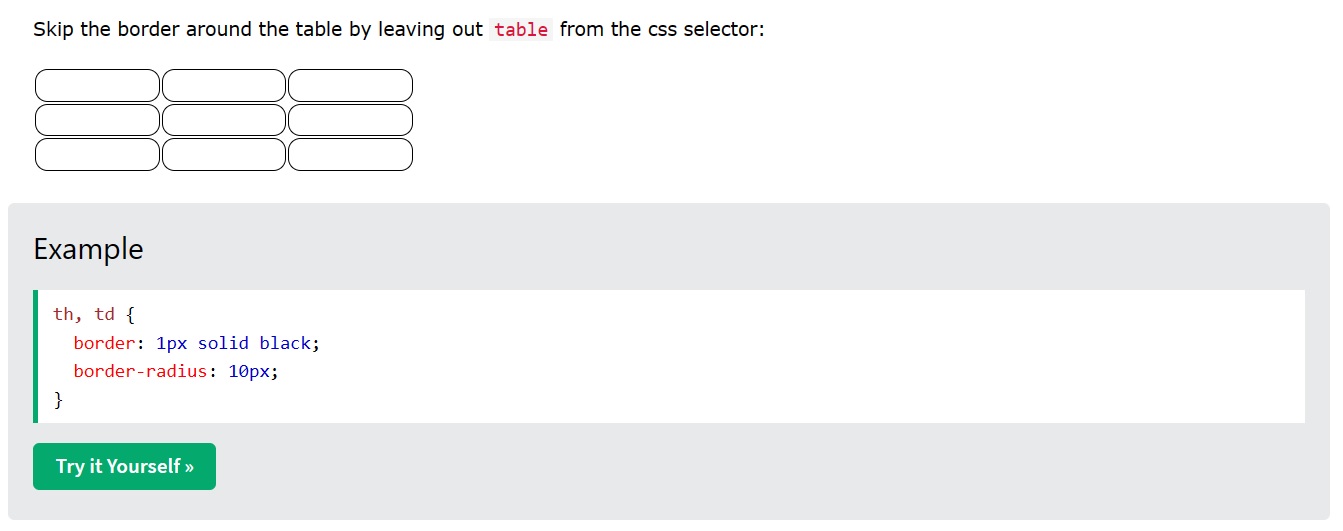 Skip the border around the table by leaving out table from the css selector:
Example
th, td {
  border: 1px solid black;
  border-radius: 10px;
}
Try it Yourself »